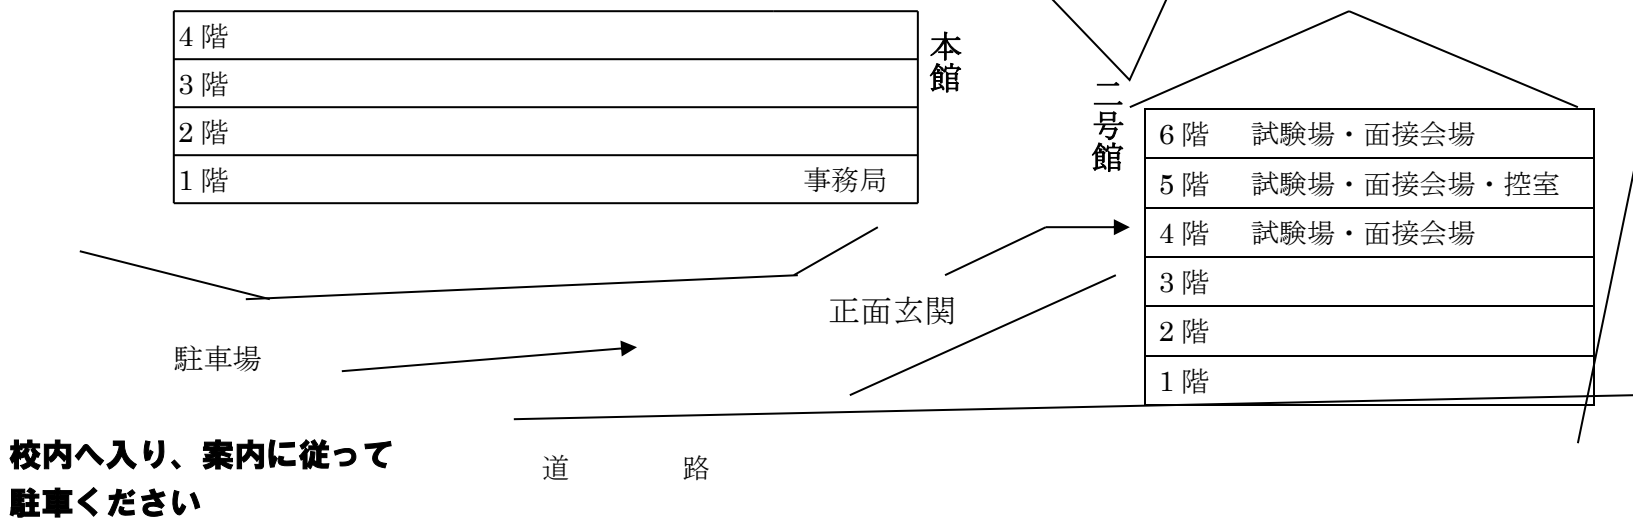 4 階
3 階
2 階
1 階 事務局
本館
二号館
6 階 試験場・面接会場
5 階 試験場・面接会場・控室
4 階 試験場・面接会場
3 階
2 階
1 階
正面玄関
駐車場
校内へ入り、案内に従って
駐車ください
道 路